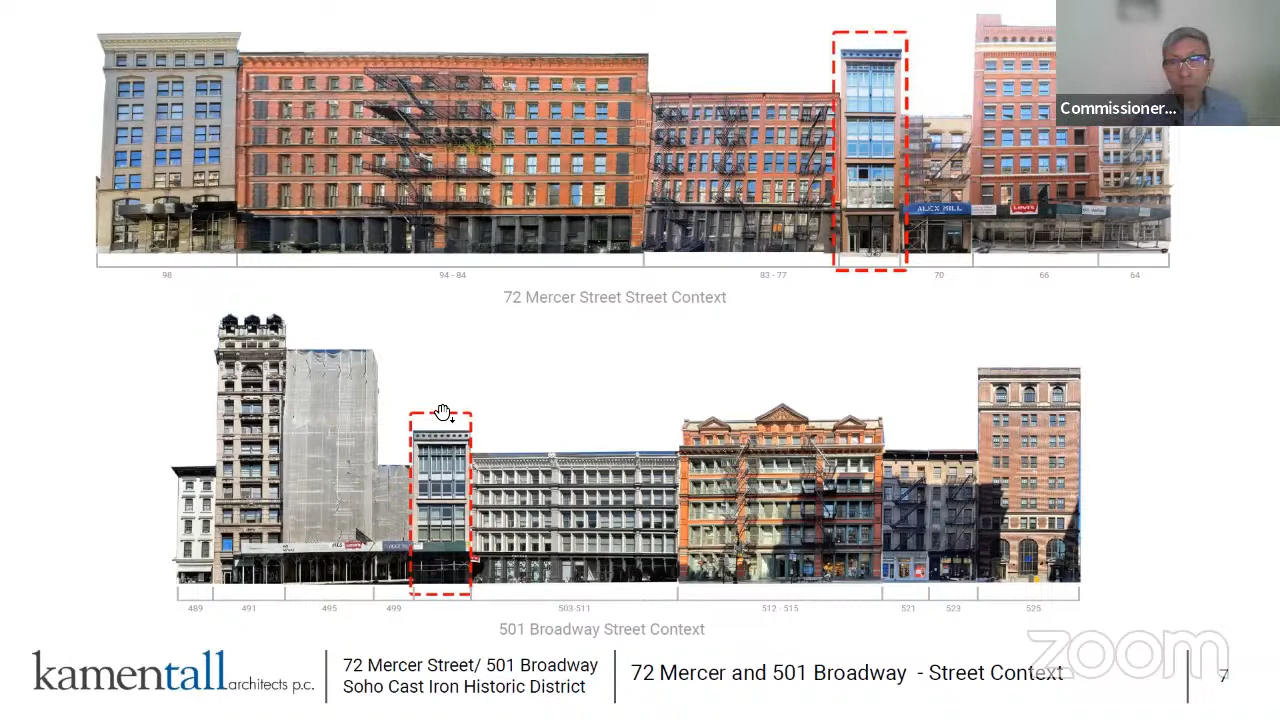 Commissioner...
ALEX MILL
Levi's
98
94 - 84
83 - 77
70
66
64
72 Mercer Street Street Context
Levi's
489
491
495
499
503-511
512 - 515
521
523
525
501 Broadway Street Context
zoom
kamentall architects p.c.
72 Mercer Street/ 501 Broadway
Soho Cast Iron Historic District
72 Mercer and 501 Broadway - Street Context
7